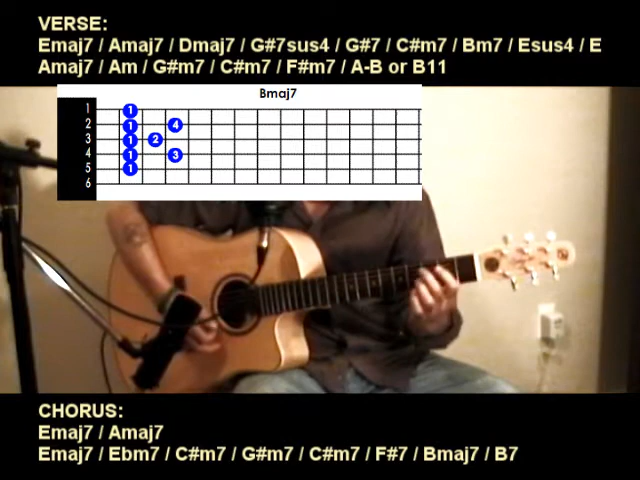 VERSE:
Emaj7 / Amaj7 / Dmaj7 / G#7sus4 / G#7 / C#m7 / Bm7 / Esus4 / E
Amaj7 / Am / G#m7 / C#m7 / F#m7 / A-B or B11
Bmaj7
1 1
2 1 4
3 1 2
4 1 3
5 1
6
CHORUS:
Emaj7 / Amaj7
Emaj7 / Ebm7 / C#m7 / G#m7 / C#m7 / F#7 / Bmaj7 / B7